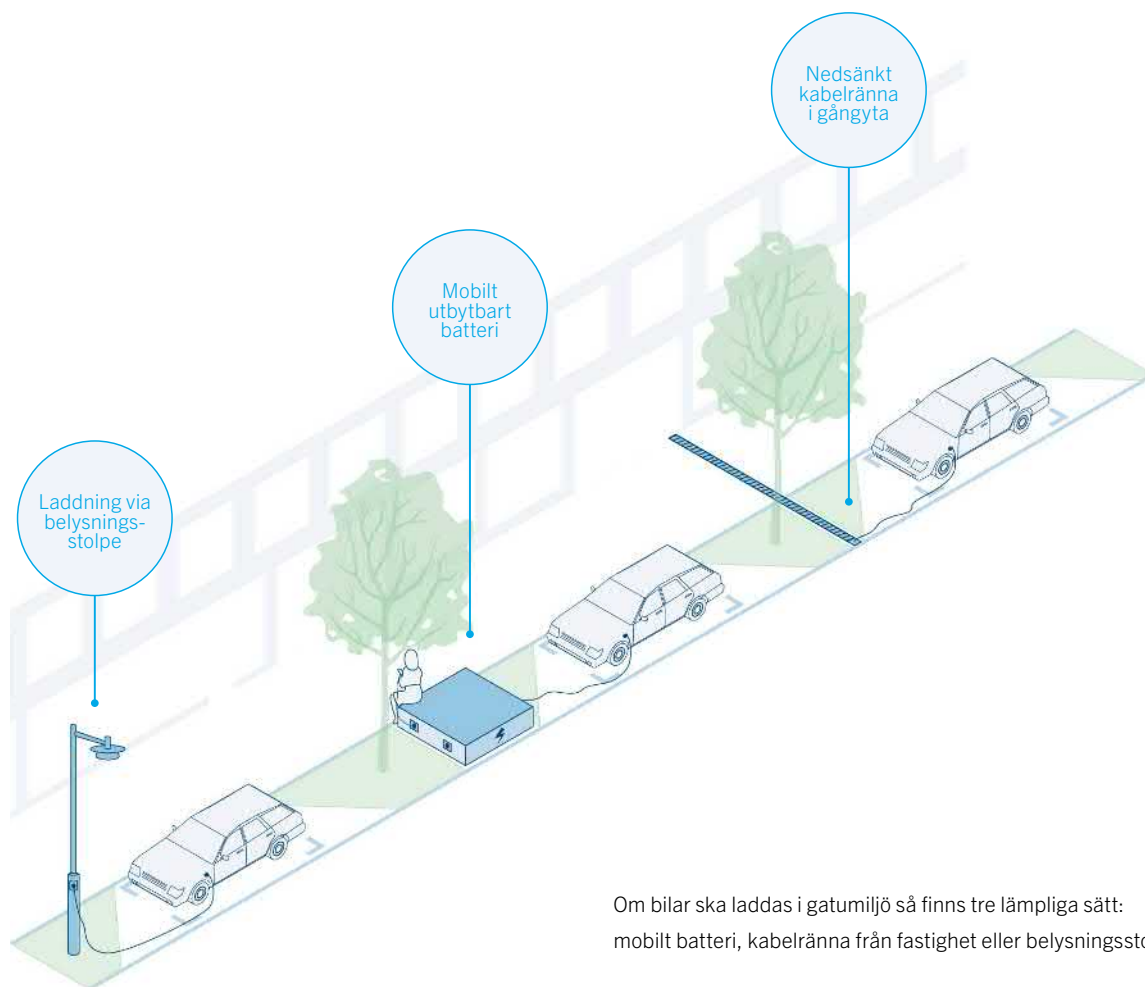 Nedsänkt
kabelränna
i gångyta
Mobilt
utbytbart
batteri
Laddning via
belysnings-
stolpe
Om bilar ska laddas i gatumiljö så finns tre lämpliga sätt:
mobilt batteri, kabelränna från fastighet eller